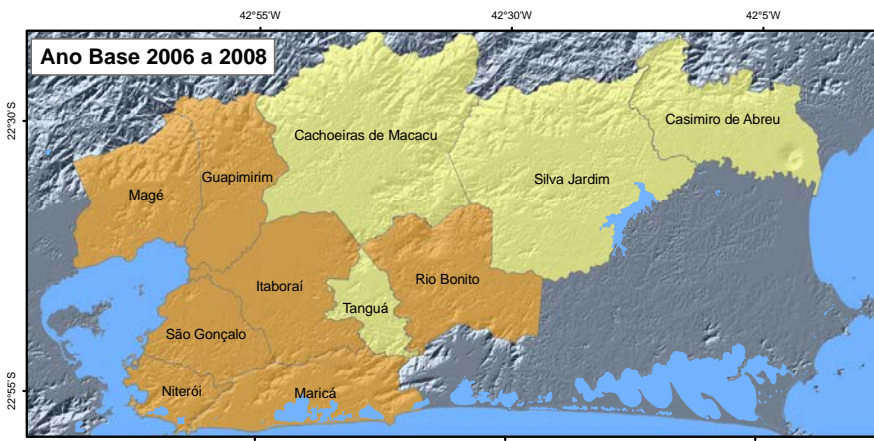 42°55'W
42°30'W
42°5'W
Ano Base 2006 a 2008
22°30'S
Cachoeiras de Macacu
Casimiro de Abreu
Guapimirim
Silva Jardim
Magé
Itaboraí
Rio Bonito
Tanguá
São Gonçalo
22°55'S
Niterói
Maricá